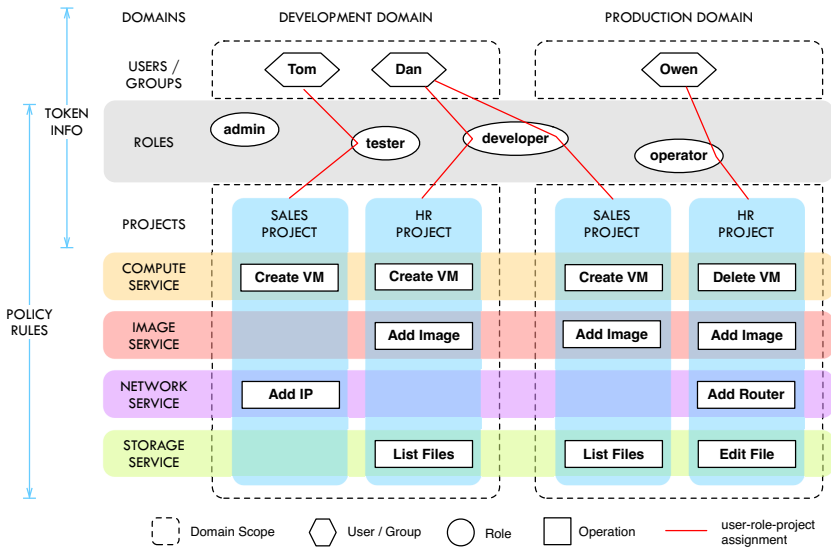 DOMAINS
DEVELOPMENT DOMAIN
PRODUCTION DOMAIN
USERS /
GROUPS
Tom
Dan
Owen
TOKEN
INFO
ROLES
admin
tester
developer
operator
PROJECTS
SALES
PROJECT
HR
PROJECT
SALES
PROJECT
HR
PROJECT
POLICY
RULES
COMPUTE
SERVICE
Create VM
Create VM
Create VM
Delete VM
IMAGE
SERVICE
Add Image
Add Image
Add Image
NETWORK
SERVICE
Add IP
Add Router
STORAGE
SERVICE
List Files
List Files
Edit File
Domain Scope
User / Group
Role
Operation
user-role-project
assignment